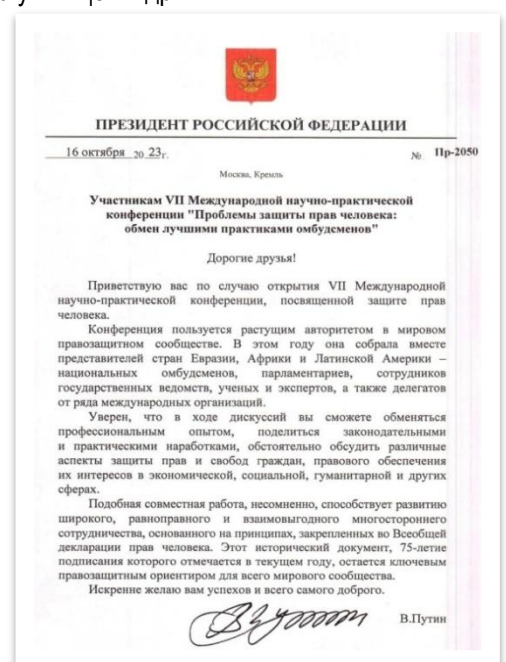 ПРЕЗИДЕНТ РОССИЙСКОЙ ФЕДЕРАЦИИ
16 октября 20 23 г.
№ Пр-2050
Москва, Кремль
Участникам VII Международной научно-практической
конференции "Проблемы защиты прав человека:
обмен лучшими практиками омбудсменов"
Дорогие друзья!
Приветствую вас по случаю открытия VII Международной
научно-практической конференции, посвященной защите прав
человека.
Конференция пользуется растущим авторитетом в мировом
правозащитном сообществе. В этом году она собрала вместе
представителей стран Евразии, Африки и Латинской Америки –
национальных омбудсменов, парламентариев, сотрудников
государственных ведомств, ученых и экспертов, а также делегатов
от ряда международных организаций.
Уверен, что в ходе дискуссий вы сможете обменяться
профессиональным опытом, поделиться законодательными
и практическими наработками, обстоятельно обсудить различные
аспекты защиты прав и свобод граждан, правового обеспечения
их интересов в экономической, социальной, гуманитарной и других
сферах.
Подобная совместная работа, несомненно, способствует развитию
широкого, равноправного и взаимовыгодного многостороннего
сотрудничества, основанного на принципах, закрепленных во Всеобщей
декларации прав человека. Этот исторический документ, 75-летие
подписания которого отмечается в текущем году, остается ключевым
правозащитным ориентиром для всего мирового сообщества.
Искренне желаю вам успехов и всего самого доброго.
В.Путин